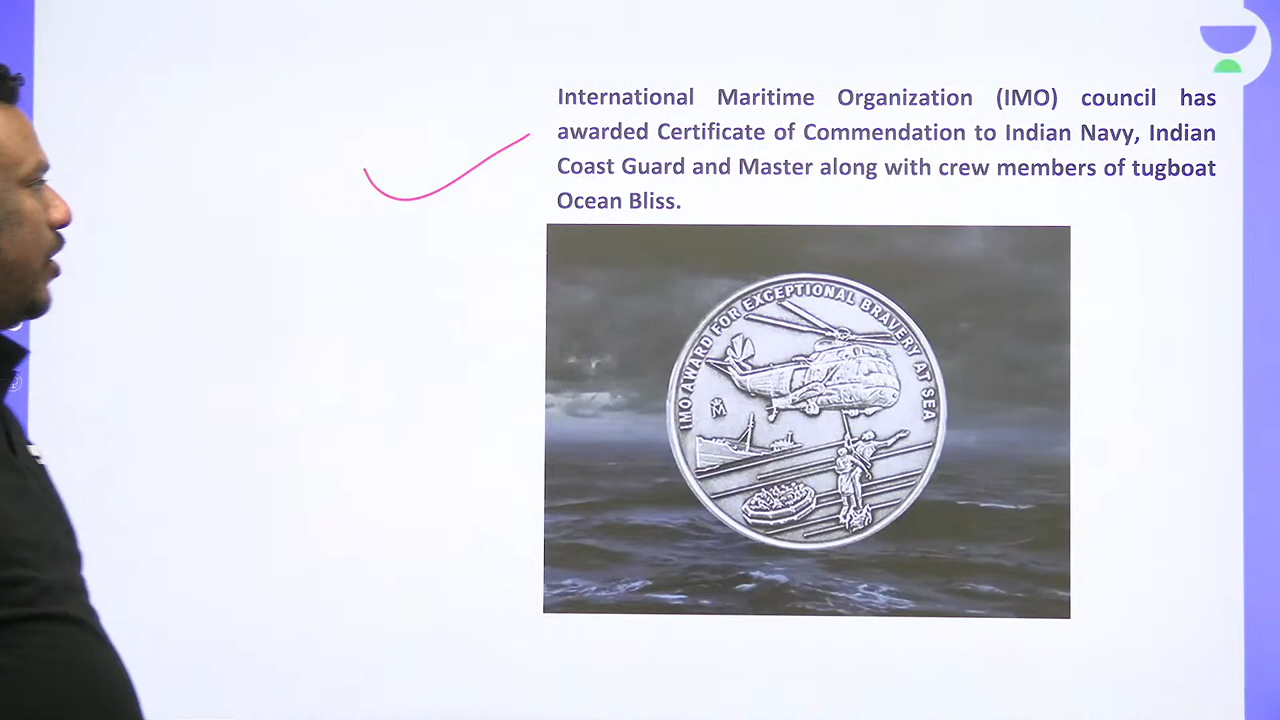 International Maritime Organization (IMO) council has
awarded Certificate of Commendation to Indian Navy, Indian
Coast Guard and Master along with crew members of tugboat
Ocean Bliss.
IMO AWARD FOR EXCEPTIONAL BRAVERY AT SEA